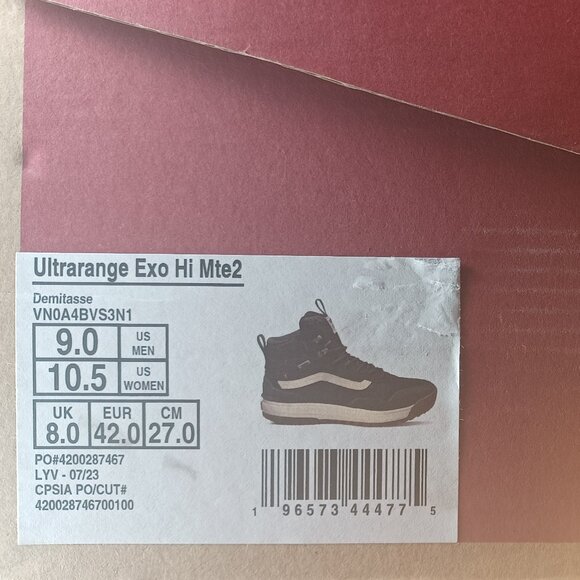 Ultrarange Exo Hi Mte2
Demitasse
VN0A4BVS3N1
9.0 US MEN
10.5 US WOMEN
UK EUR CM
8.0 42.0 27.0
PO#4200287467
LYV - 07/23
CPSIA PO/CUT#
420028746700100
1 96573 44477 5